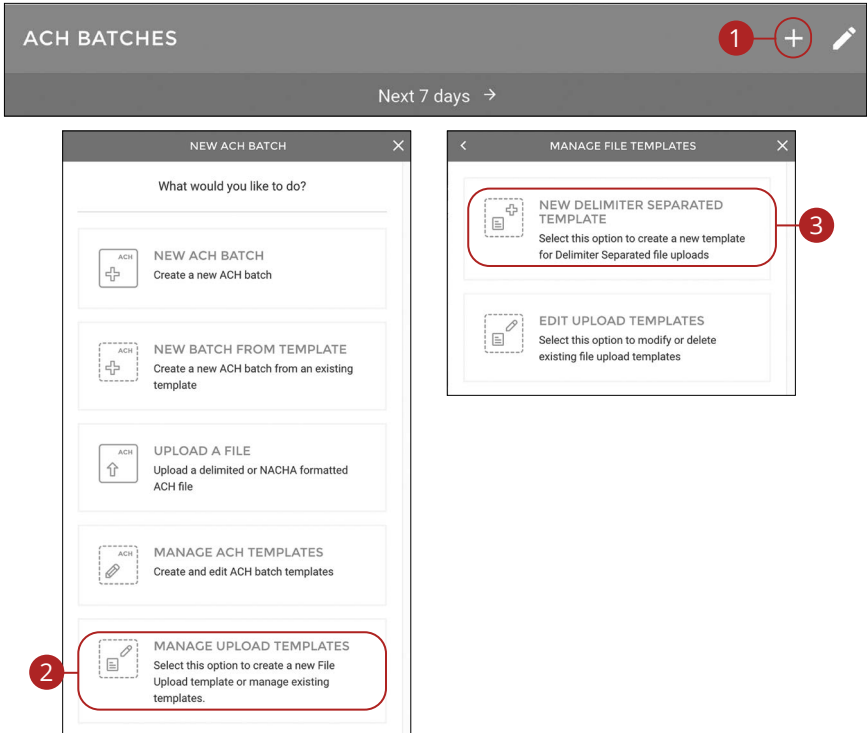 ACH BATCHES
1
Next 7 days →
NEW ACH BATCH
What would you like to do?
ACH
NEW ACH BATCH
Create a new ACH batch
ACH
NEW BATCH FROM TEMPLATE
Create a new ACH batch from an existing
template
ACH
UPLOAD A FILE
Upload a delimited or NACHA formatted
ACH file
ACH
MANAGE ACH TEMPLATES
Create and edit ACH batch templates
2
MANAGE UPLOAD TEMPLATES
Select this option to create a new File
Upload template or manage existing
templates.
MANAGE FILE TEMPLATES
NEW DELIMITER SEPARATED
TEMPLATE
Select this option to create a new template
for Delimiter Separated file uploads
3
EDIT UPLOAD TEMPLATES
Select this option to modify or delete
existing file upload templates